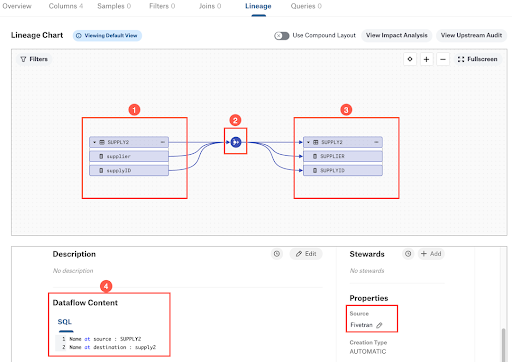 Overview Columns 4 Samples 0 Filters 0 Joins 0 Lineage Queries 0
Lineage Chart Viewing Default View Use Compound Layout View Impact Analysis View Upstream Audit
Filters Fullscreen
1 2 3
SUPPLY2 SUPPLY2
supplier SUPPLIER
supplyID SUPPLYID
Description Edit Stewards Add
No description No stewards
4
Dataflow Content Properties
Source
SQL Fivetran
1 Name at source : SUPPLY2
2 Name at destination : supply2
Creation Type
AUTOMATIC